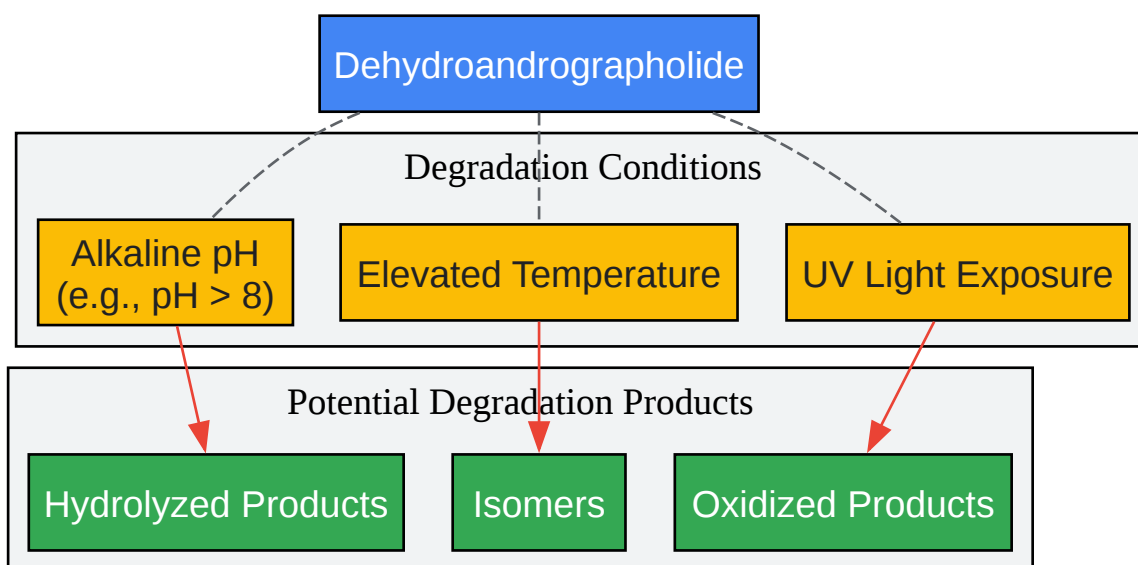 Dehydroandrographolide
Degradation Conditions
Alkaline pH
(e.g., pH > 8)
Elevated Temperature
UV Light Exposure
Potential Degradation Products
Hydrolyzed Products
Isomers
Oxidized Products